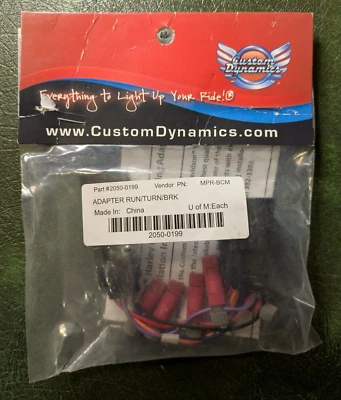 Custom
Dynamics®
Everything to Light Up Your Ride!®
www.CustomDynamics.com
Part #2050-0199 Vendor PN: MPR-BCM
ADAPTER RUN/TURN/BRK
Made In: China U of M:Each
2050-0199